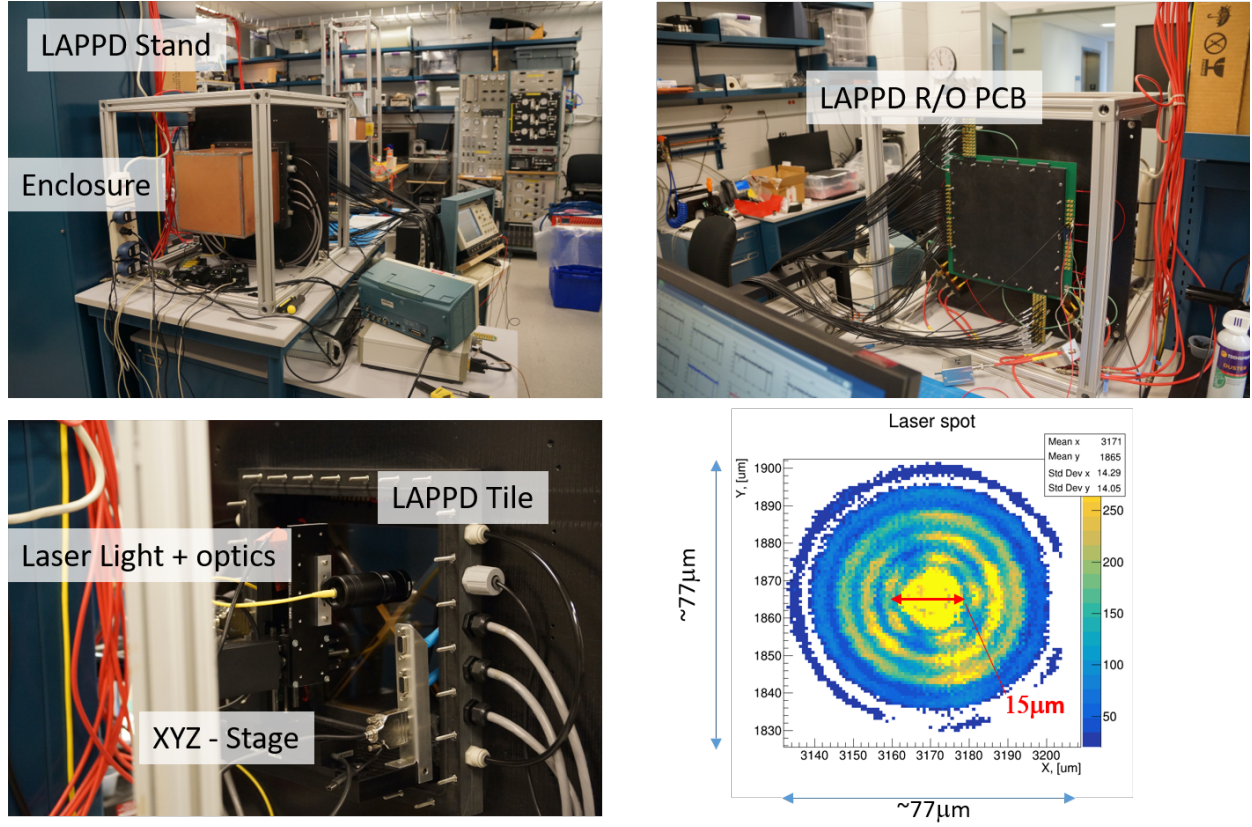 LAPPD Stand
Enclosure
LAPPD R/O PCB
LAPPD Tile
Laser Light + optics
XYZ - Stage
Laser spot
Mean x 3171
Mean y 1865
Std Dev x 14.29
Std Dev y 14.05
Y, [um]
1900
1890
1880
1870
1860
1850
1840
1830
3140 3150 3160 3170 3180 3190 3200
X, [um]
250
200
150
100
50
15μm
~77μm
~77μm
DUSTER